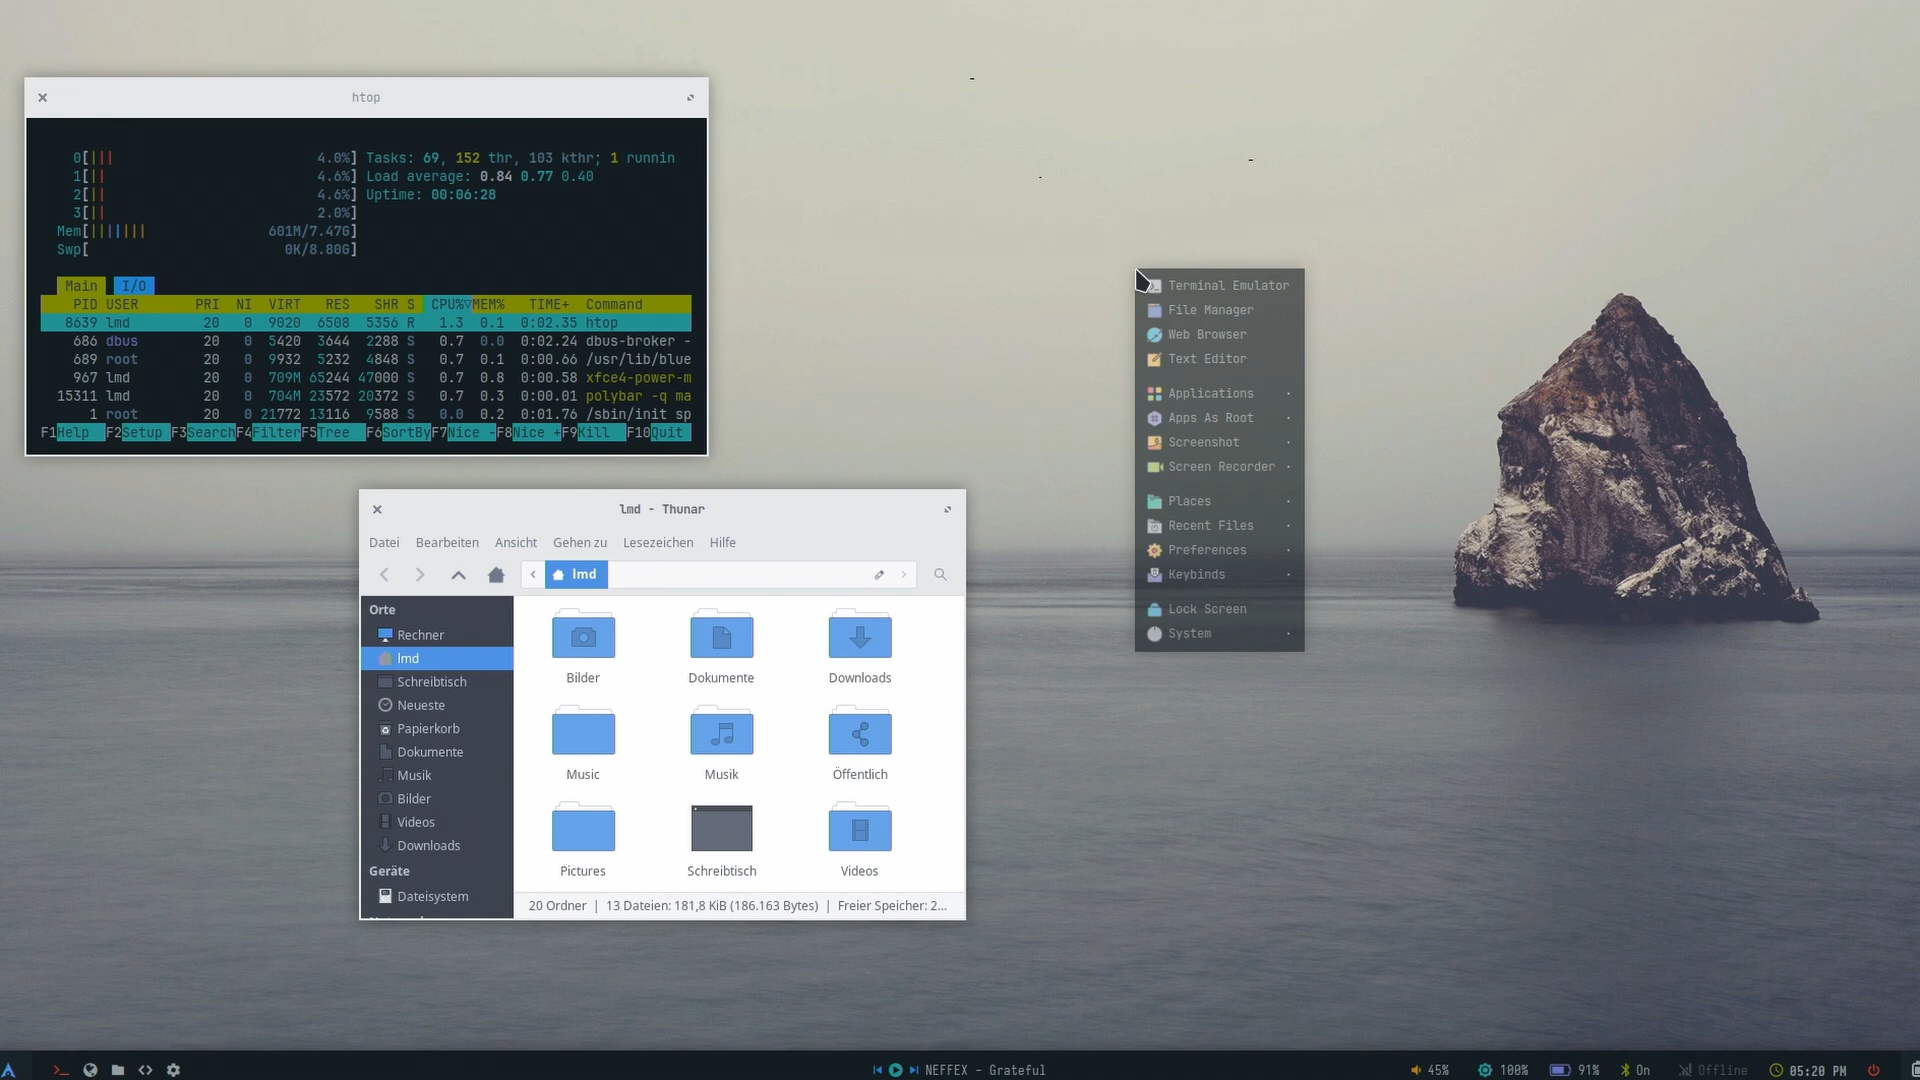 htop
0[||| 4.0%] Tasks: 69, 152 thr, 103 kthr; 1 runnin
1[|| 4.6%] Load average: 0.84 0.77 0.40
2[|| 4.6%] Uptime: 00:06:28
3[|| 2.0%]
Mem[||||||| 601M/7.47G]
Swp[ 0K/8.80G]
Main I/O
PID USER PRI NI VIRT RES SHR S CPU%▽MEM% TIME+ Command
8639 lmd 20 0 9020 6508 5356 R 1.3 0.1 0:02.35 htop
686 dbus 20 0 5420 3644 2288 S 0.7 0.0 0:02.24 dbus-broker -
689 root 20 0 9932 5232 4848 S 0.7 0.1 0:00.66 /usr/lib/blue
967 lmd 20 0 709M 65244 47000 S 0.7 0.8 0:00.58 xfce4-power-m
15311 lmd 20 0 704M 23572 20372 S 0.7 0.3 0:00.01 polybar -q ma
1 root 20 0 21772 13116 9588 S 0.0 0.2 0:01.76 /sbin/init sp
F1Help F2Setup F3SearchF4FilterF5Tree F6SortByF7Nice -F8Nice +F9Kill F10Quit
lmd - Thunar
Datei Bearbeiten Ansicht Gehen zu Lesezeichen Hilfe
lmd
Orte
Rechner
lmd
Schreibtisch
Neueste
Papierkorb
Dokumente
Musik
Bilder
Videos
Downloads
Geräte
Dateisystem
Bilder Dokumente Downloads
Music Musik Öffentlich
Pictures Schreibtisch Videos
20 Ordner | 13 Dateien: 181,8 KiB (186.163 Bytes) | Freier Speicher: 2...
Terminal Emulator
File Manager
Web Browser
Text Editor
Applications
Apps As Root
Screenshot
Screen Recorder
Places
Recent Files
Preferences
Keybinds
Lock Screen
System
NEFFEX - Grateful
45% 100% 91% On Offline 05:20 PM